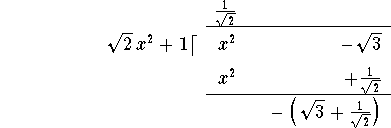 1/√2
√2 x² + 1 ⌈ x² −√3
x² +1/√2
− (√3 + 1/√2)